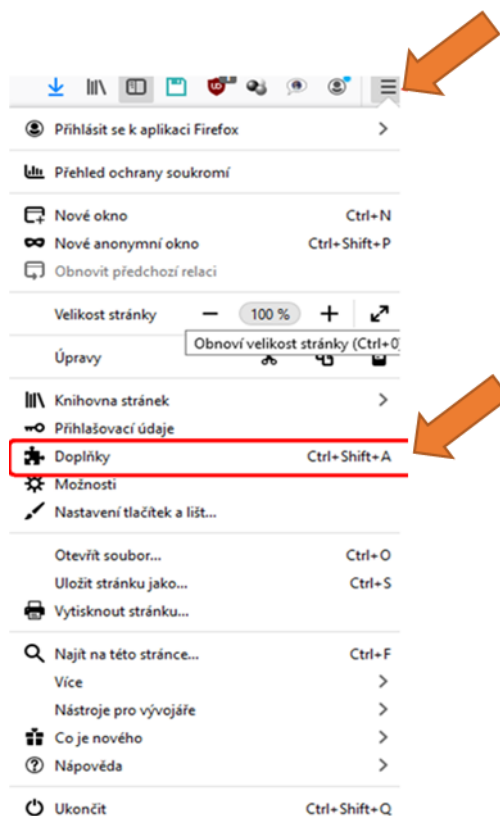 Přihlásit se k aplikaci Firefox
Přehled ochrany soukromí
Nové okno Ctrl+N
Nové anonymní okno Ctrl+Shift+P
Obnovit předchozí relaci
Velikost stránky 100 %
Obnoví velikost stránky (Ctrl+0
Úpravy
Knihovna stránek
Přihlašovací údaje
Doplňky Ctrl+Shift+A
Možnosti
Nastavení tlačítek a lišt...
Otevřít soubor... Ctrl+O
Uložit stránku jako... Ctrl+S
Vytisknout stránku...
Najít na této stránce... Ctrl+F
Více
Nástroje pro vývojáře
Co je nového
Nápověda
Ukončit Ctrl+Shift+Q